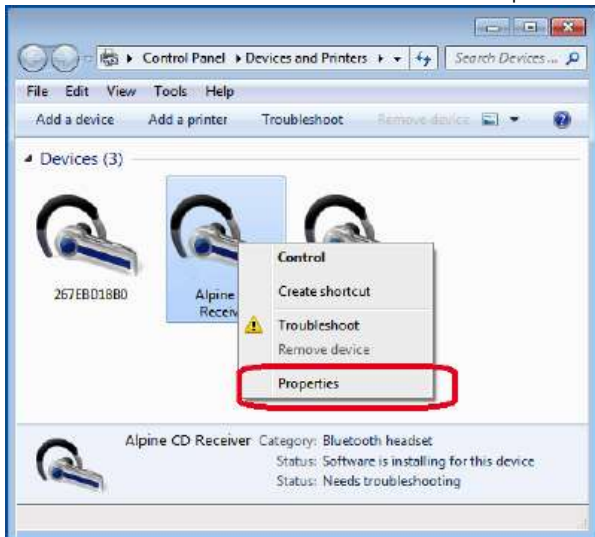 Control Panel ▸ Devices and Printers ▸ Search Devices...
File Edit View Tools Help
Add a device Add a printer Troubleshoot Remove device
Devices (3)
267EBD18B0
Alpine
Receiv
Control
Create shortcut
Troubleshoot
Remove device
Properties
Alpine CD Receiver Category: Bluetooth headset
Status: Software is installing for this device
Status: Needs troubleshooting